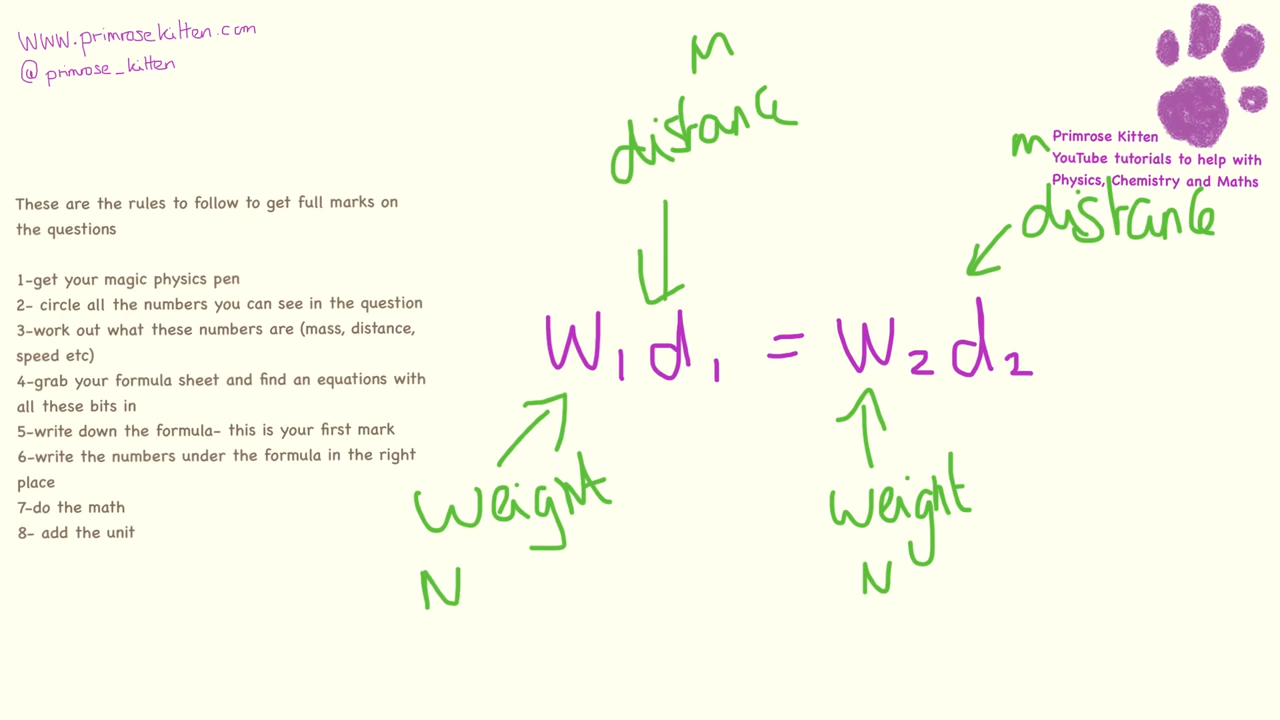 www.primrosekitten.com
@primrose_kitten
These are the rules to follow to get full marks on
the questions
1-get your magic physics pen
2- circle all the numbers you can see in the question
3-work out what these numbers are (mass, distance,
speed etc)
4-grab your formula sheet and find an equations with
all these bits in
5-write down the formula- this is your first mark
6-write the numbers under the formula in the right
place
7-do the math
8- add the unit
m
distance
Primrose Kitten
YouTube tutorials to help with
Physics, Chemistry and Maths
m
distance
W₁d₁ = W₂d₂
weight
N
weight
N